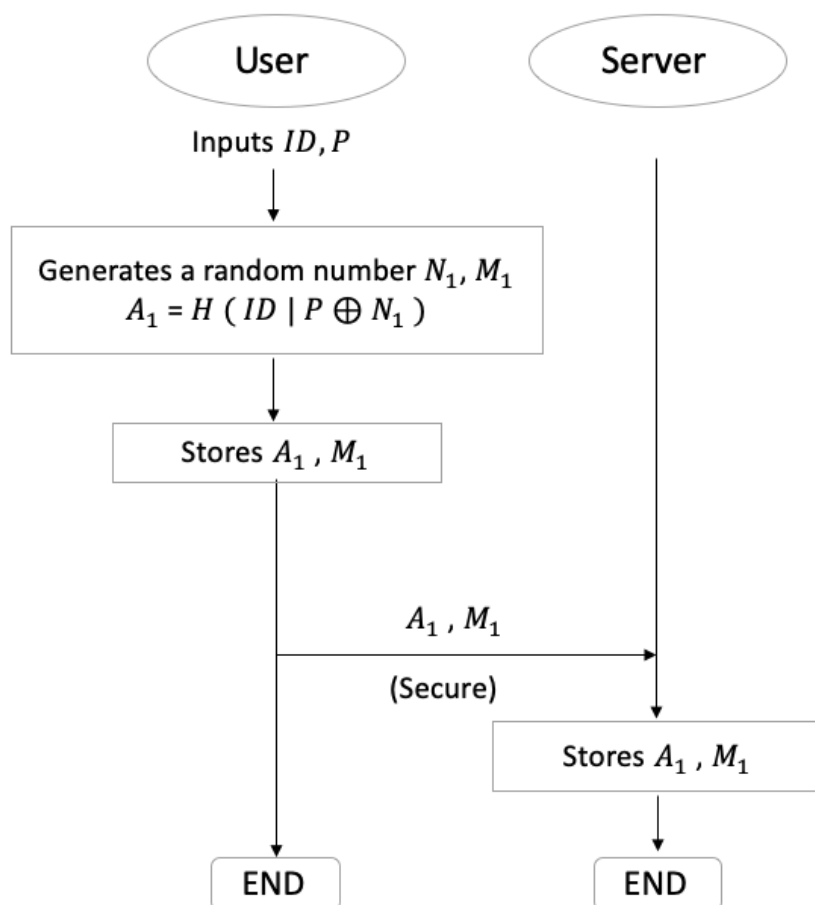 User
Server
Inputs ID, P
Generates a random number N₁, M₁
A₁ = H ( ID | P ⊕ N₁ )
Stores A₁ , M₁
A₁ , M₁
(Secure)
Stores A₁ , M₁
END
END